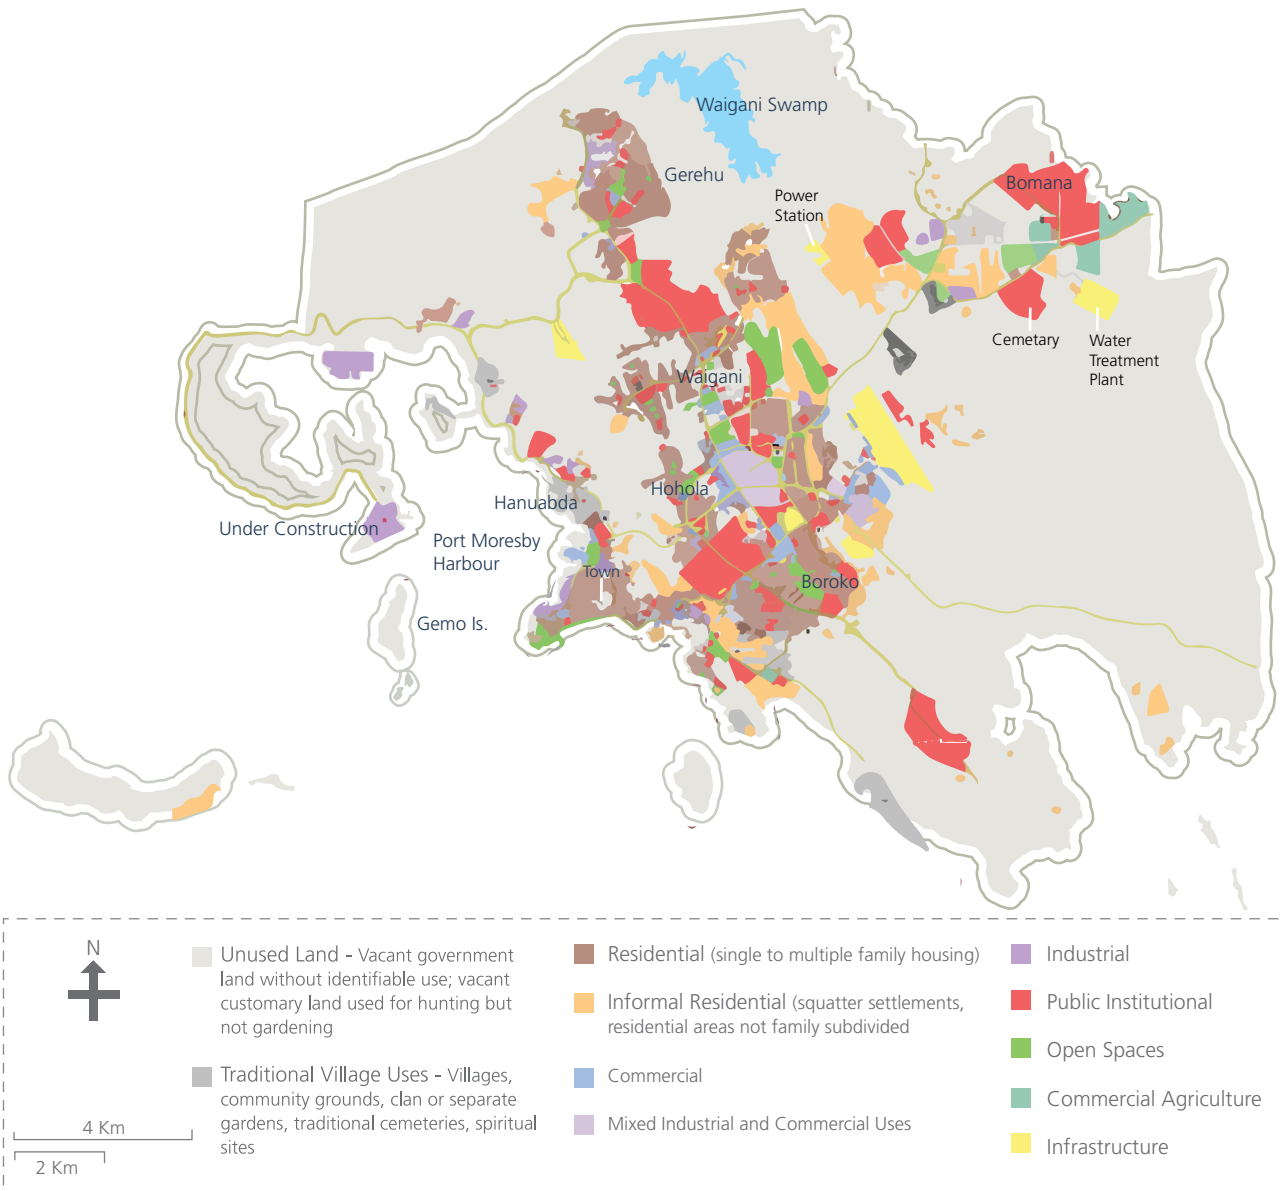 Waigani Swamp
Gerehu
Power
Station
Bomana
Cemetary
Water
Treatment
Plant
Waigani
Hohola
Hanuabda
Under Construction
Port Moresby
Harbour
Town
Boroko
Gemo Is.
N
4 Km
2 Km
Unused Land - Vacant government
land without identifiable use; vacant
customary land used for hunting but
not gardening
Traditional Village Uses - Villages,
community grounds, clan or separate
gardens, traditional cemeteries, spiritual
sites
Residential (single to multiple family housing)
Informal Residential (squatter settlements,
residential areas not family subdivided
Commercial
Mixed Industrial and Commercial Uses
Industrial
Public Institutional
Open Spaces
Commercial Agriculture
Infrastructure